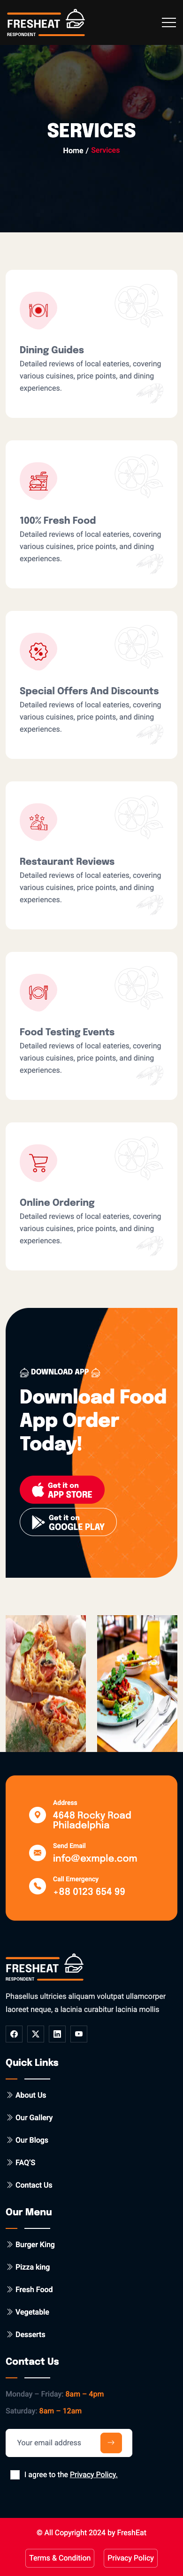 FRESHEAT
RESPONDENT
SERVICES
Home / Services
Dining Guides
Detailed reviews of local eateries, covering
various cuisines, price points, and dining
experiences.
100% Fresh Food
Detailed reviews of local eateries, covering
various cuisines, price points, and dining
experiences.
Special Offers And Discounts
Detailed reviews of local eateries, covering
various cuisines, price points, and dining
experiences.
Restaurant Reviews
Detailed reviews of local eateries, covering
various cuisines, price points, and dining
experiences.
Food Testing Events
Detailed reviews of local eateries, covering
various cuisines, price points, and dining
experiences.
Online Ordering
Detailed reviews of local eateries, covering
various cuisines, price points, and dining
experiences.
DOWNLOAD APP
Download Food
App Order
Today!
Get it on
APP STORE
Get it on
GOOGLE PLAY
Address
4648 Rocky Road
Philadelphia
Send Email
info@exmple.com
Call Emergency
+88 0123 654 99
FRESHEAT
RESPONDENT
Phasellus ultricies aliquam volutpat ullamcorper
laoreet neque, a lacinia curabitur lacinia mollis
Quick Links
About Us
Our Gallery
Our Blogs
FAQ'S
Contact Us
Our Menu
Burger King
Pizza king
Fresh Food
Vegetable
Desserts
Contact Us
Monday – Friday: 8am – 4pm
Saturday: 8am – 12am
Your email address
I agree to the Privacy Policy.
© All Copyright 2024 by FreshEat
Terms & Condition
Privacy Policy